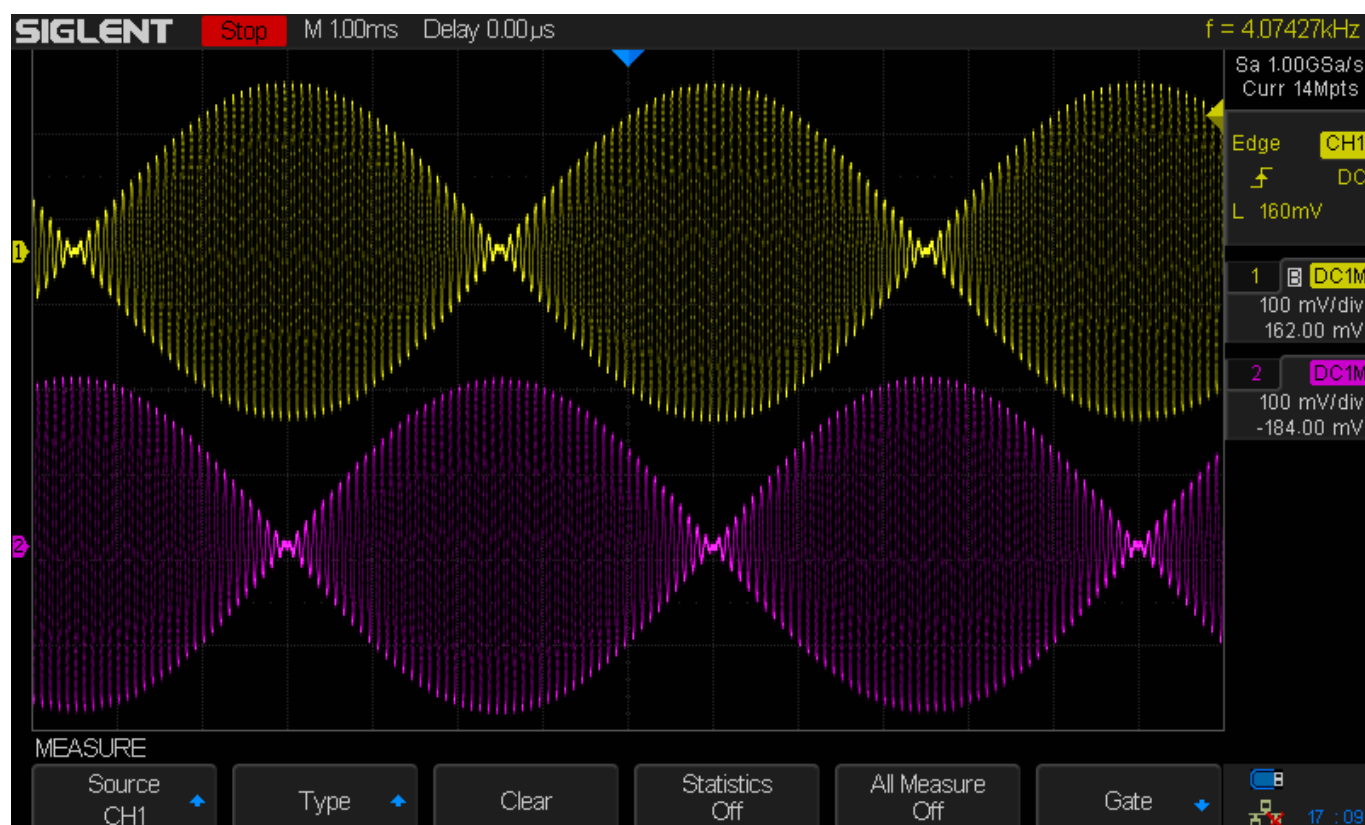 SIGLENT Stop M 1.00ms Delay 0.00µs f = 4.07427kHz
Sa 1.00GSa/s
Curr 14Mpts
Edge CH1
DC
L 160mV
1
1 B DC1M
100 mV/div
162.00 mV
2 DC1M
100 mV/div
-184.00 mV
2
MEASURE
Source
CH1
Type
Clear
Statistics
Off
All Measure
Off
Gate
17 : 09